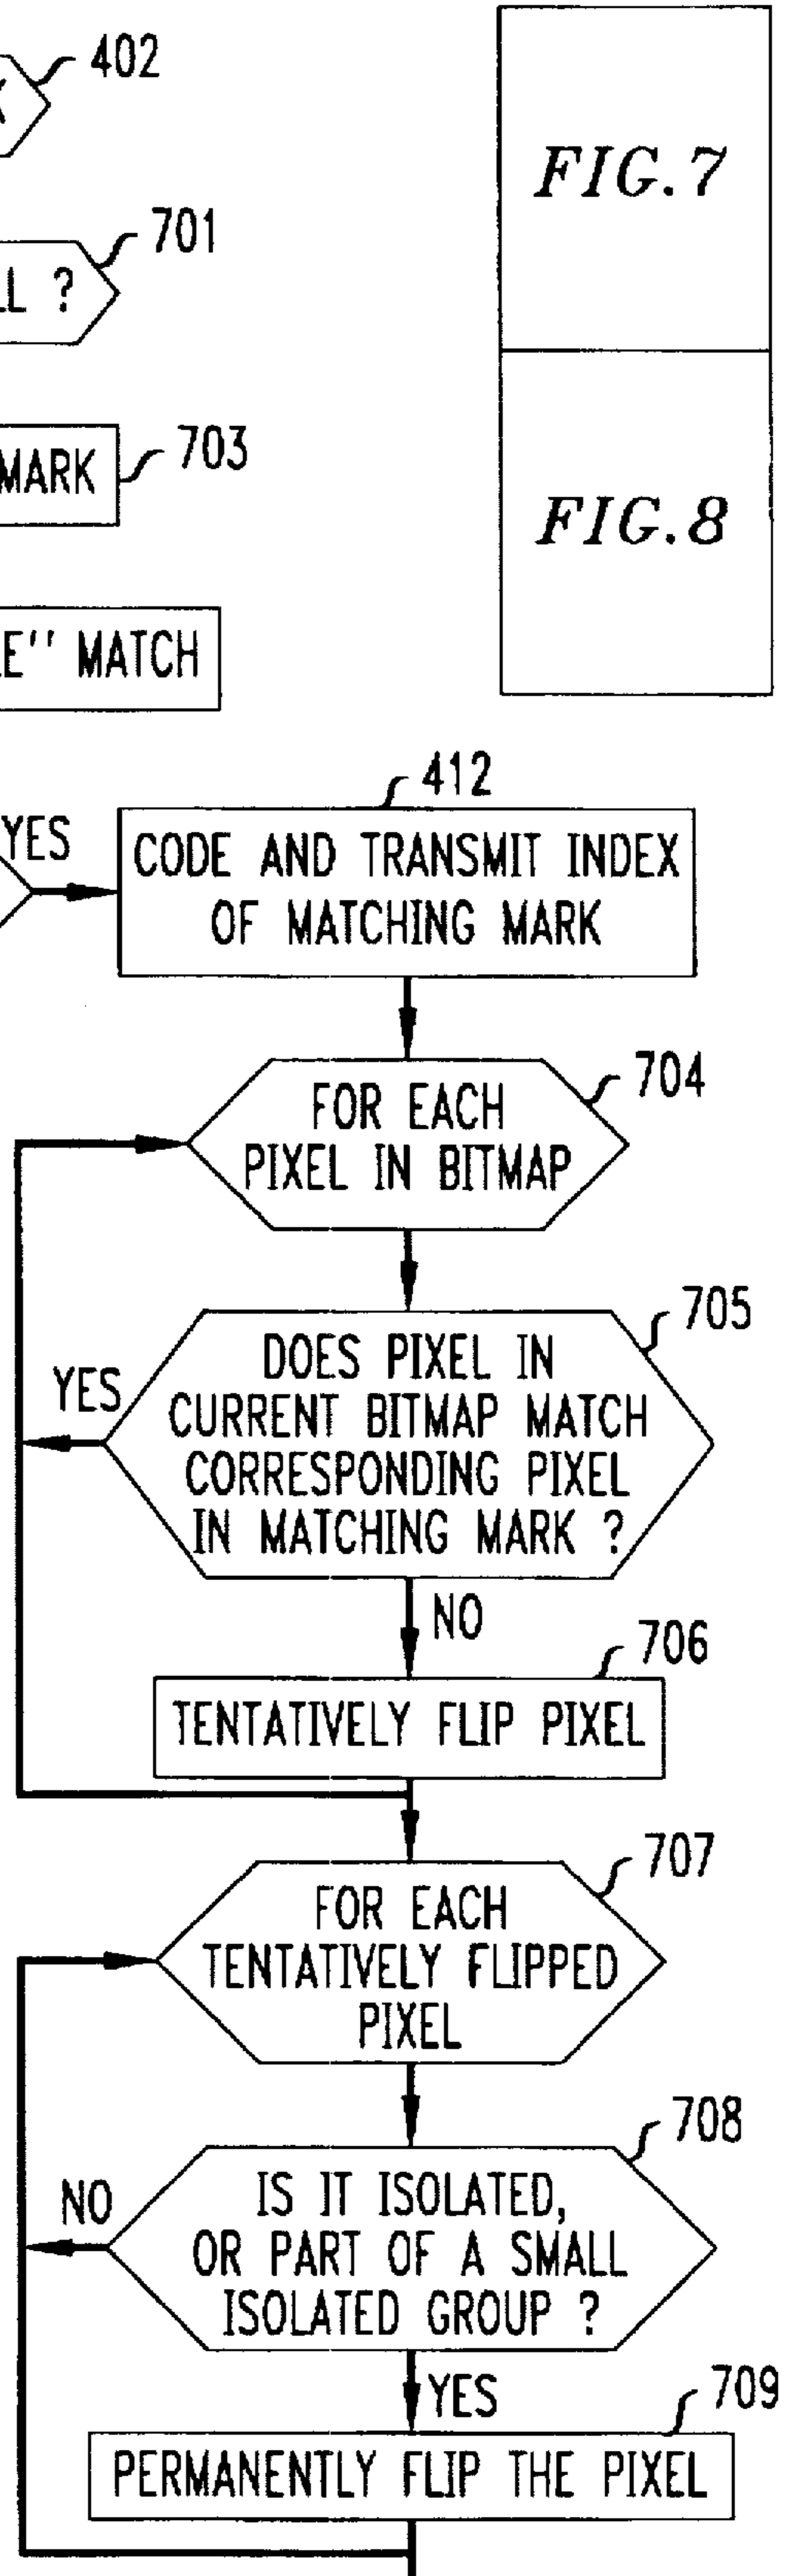 402
FIG.7
701
?
703
MARK
FIG.8
E'' MATCH
412
YES
CODE AND TRANSMIT INDEX
OF MATCHING MARK
704
FOR EACH
PIXEL IN BITMAP
705
DOES PIXEL IN
YES
CURRENT BITMAP MATCH
CORRESPONDING PIXEL
IN MATCHING MARK ?
NO
706
TENTATIVELY FLIP PIXEL
707
FOR EACH
TENTATIVELY FLIPPED
PIXEL
708
IS IT ISOLATED,
NO
OR PART OF A SMALL
ISOLATED GROUP ?
YES
709
PERMANENTLY FLIP THE PIXEL